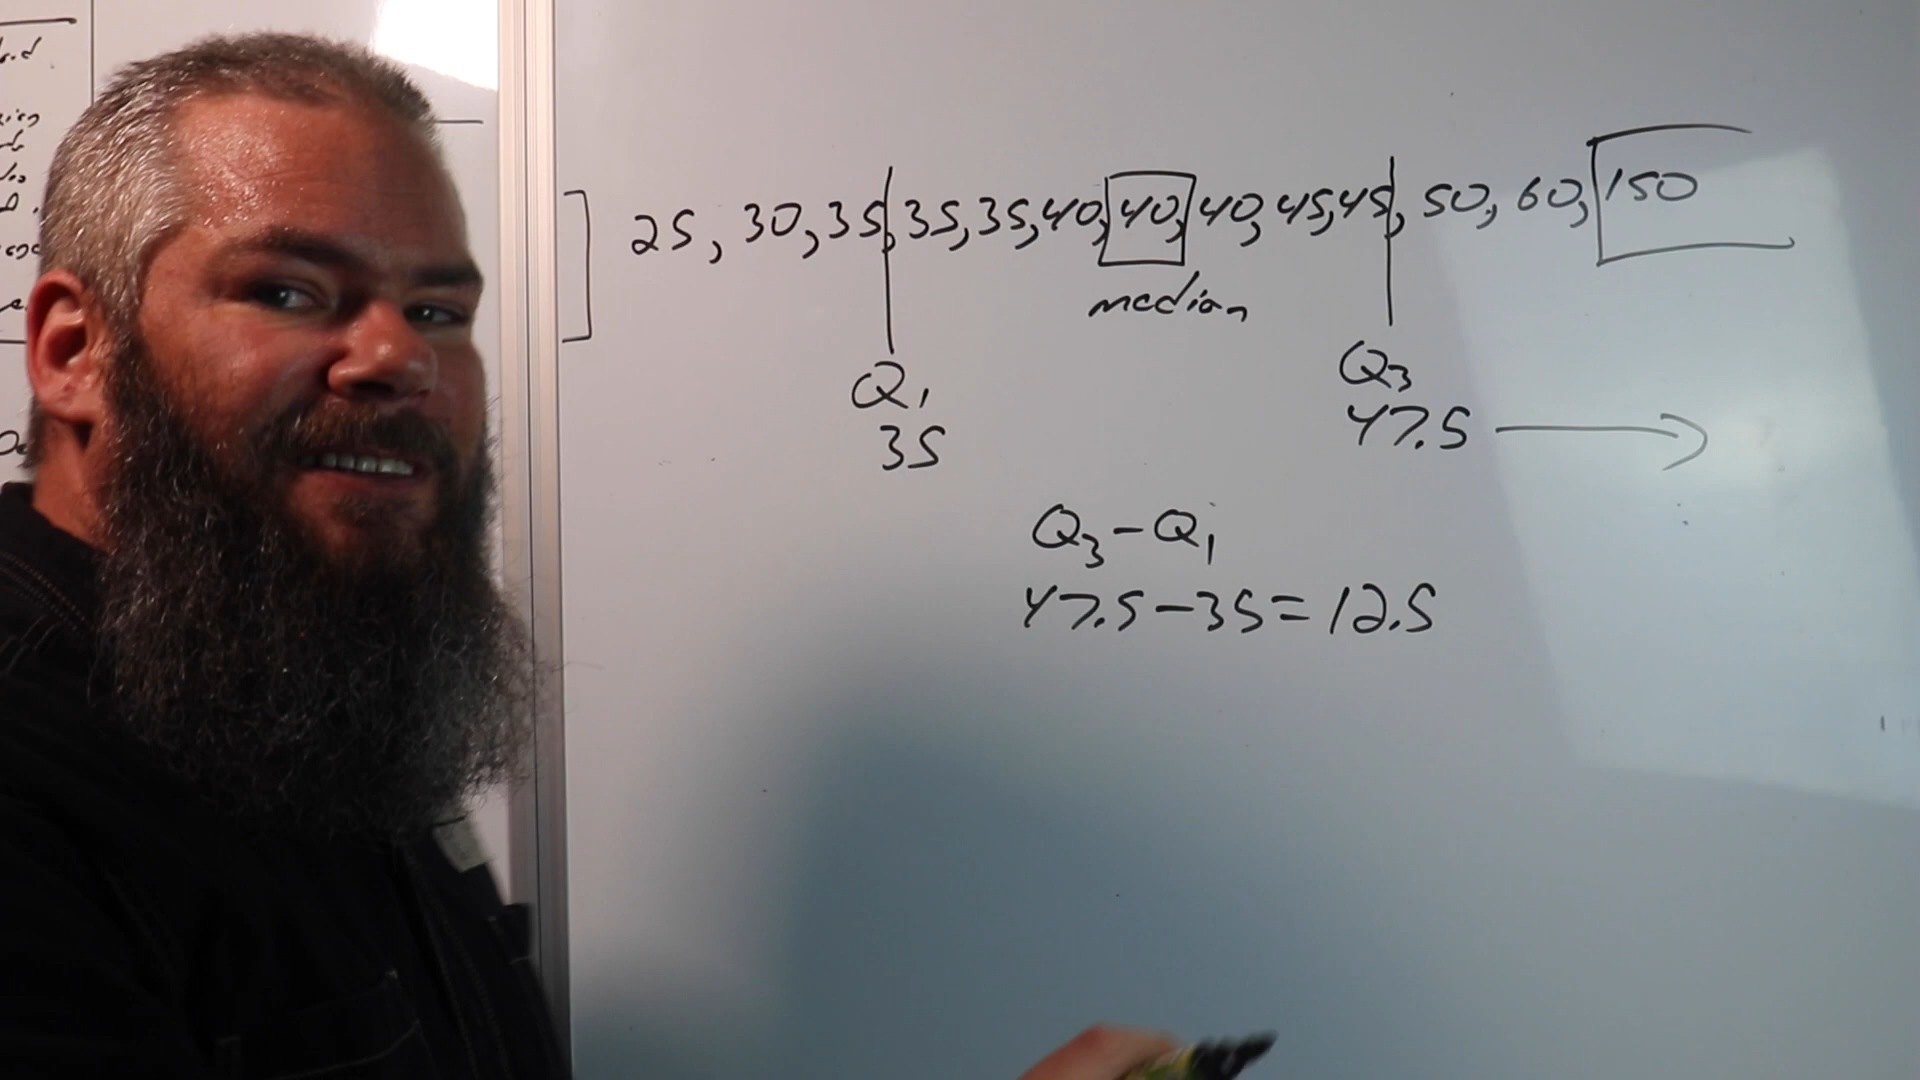 25, 30, 35, 35, 35, 40, 40, 40, 45, 45, 50, 60, 150
median
Q1
35
Q3
47.5
Q3-Q1
47.5-35=12.5